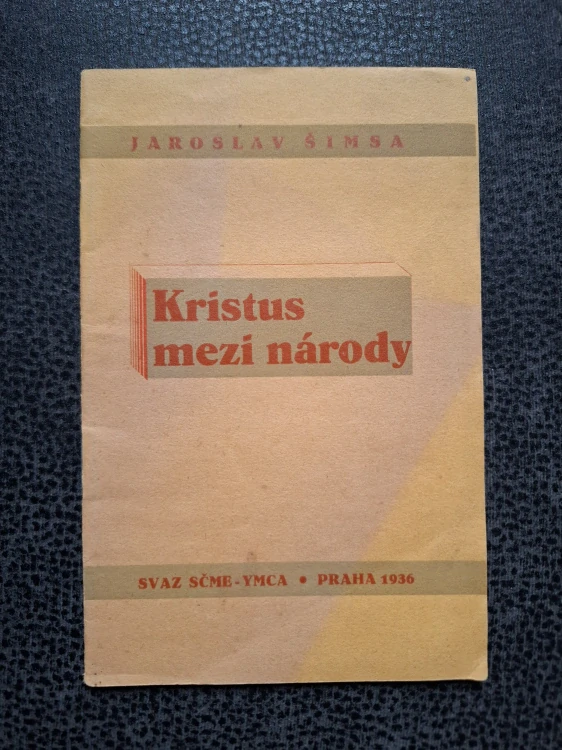 JAROSLAV ŠIMSA
Kristus
mezi národy
SVAZ SČME-YMCA • PRAHA 1936